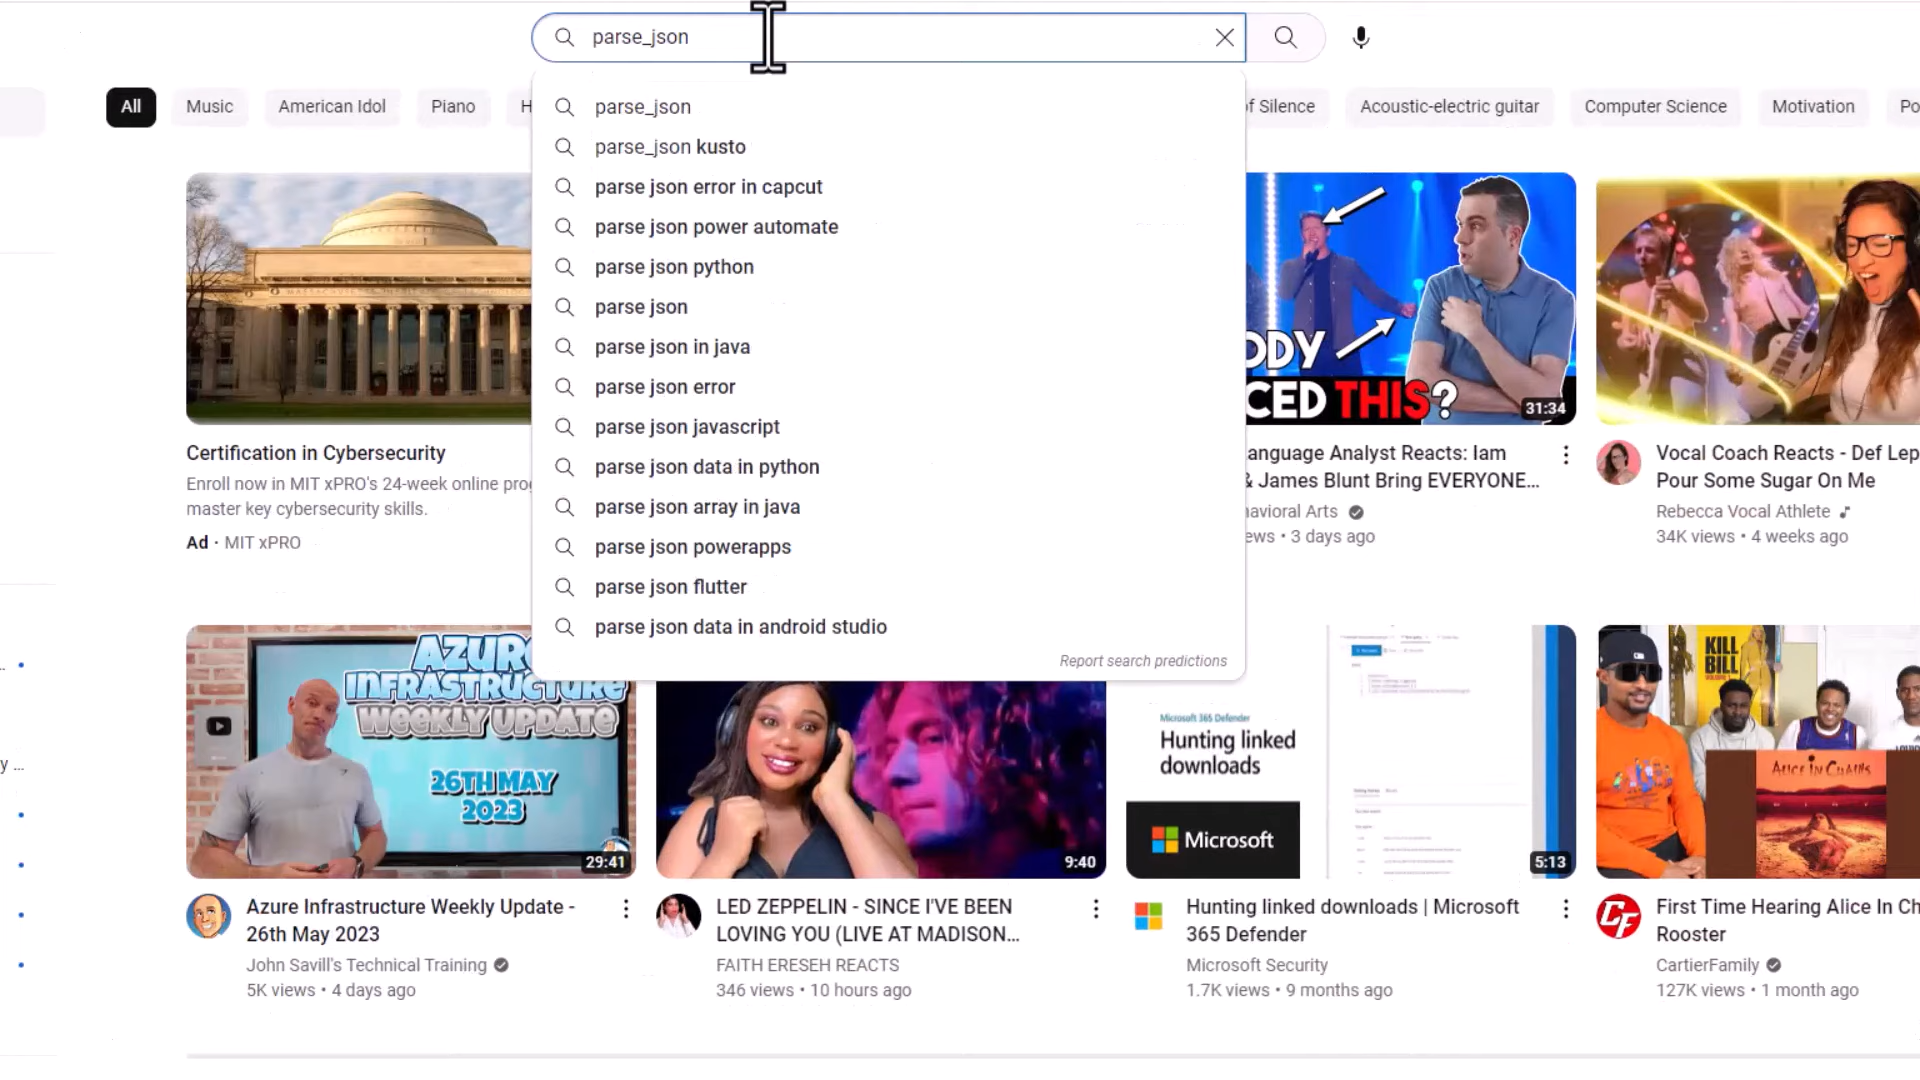 parse_json
All
Music
American Idol
Piano
H
of Silence
Acoustic-electric guitar
Computer Science
Motivation
Po
parse_json
parse_json kusto
parse json error in capcut
parse json power automate
parse json python
parse json
parse json in java
parse json error
parse json javascript
parse json data in python
parse json array in java
parse json powerapps
parse json flutter
parse json data in android studio
Report search predictions
ODY
CED THIS?
31:34
Certification in Cybersecurity
Enroll now in MIT xPRO's 24-week online pro
master key cybersecurity skills.
Ad · MIT xPRO
anguage Analyst Reacts: Iam
& James Blunt Bring EVERYONE...
avioral Arts
ews • 3 days ago
Vocal Coach Reacts - Def Lep
Pour Some Sugar On Me
Rebecca Vocal Athlete
34K views • 4 weeks ago
AZUR
INFRASTRUCTURE
WEEKLY UPDATE
26TH MAY
2023
29:41
9:40
Microsoft 365 Defender
Hunting linked
downloads
Microsoft
5:13
KILL
BILL
ALICE IN CHAINS
y ...
Azure Infrastructure Weekly Update -
26th May 2023
John Savill's Technical Training
5K views • 4 days ago
LED ZEPPELIN - SINCE I'VE BEEN
LOVING YOU (LIVE AT MADISON...
FAITH ERESEH REACTS
346 views • 10 hours ago
Hunting linked downloads | Microsoft
365 Defender
Microsoft Security
1.7K views • 9 months ago
CF
First Time Hearing Alice In Ch
Rooster
CartierFamily
127K views • 1 month ago